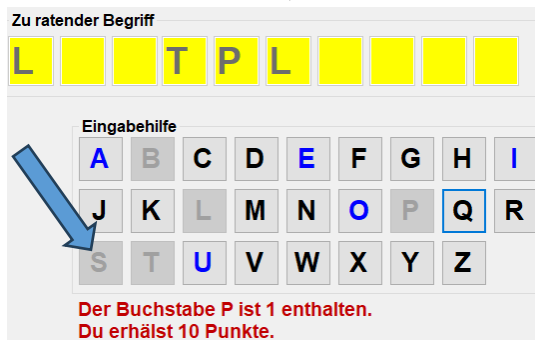 Zu ratender Begriff
L T P L
Eingabehilfe
A B C D E F G H I
J K L M N O P Q R
S T U V W X Y Z
Der Buchstabe P ist 1 enthalten.
Du erhälst 10 Punkte.